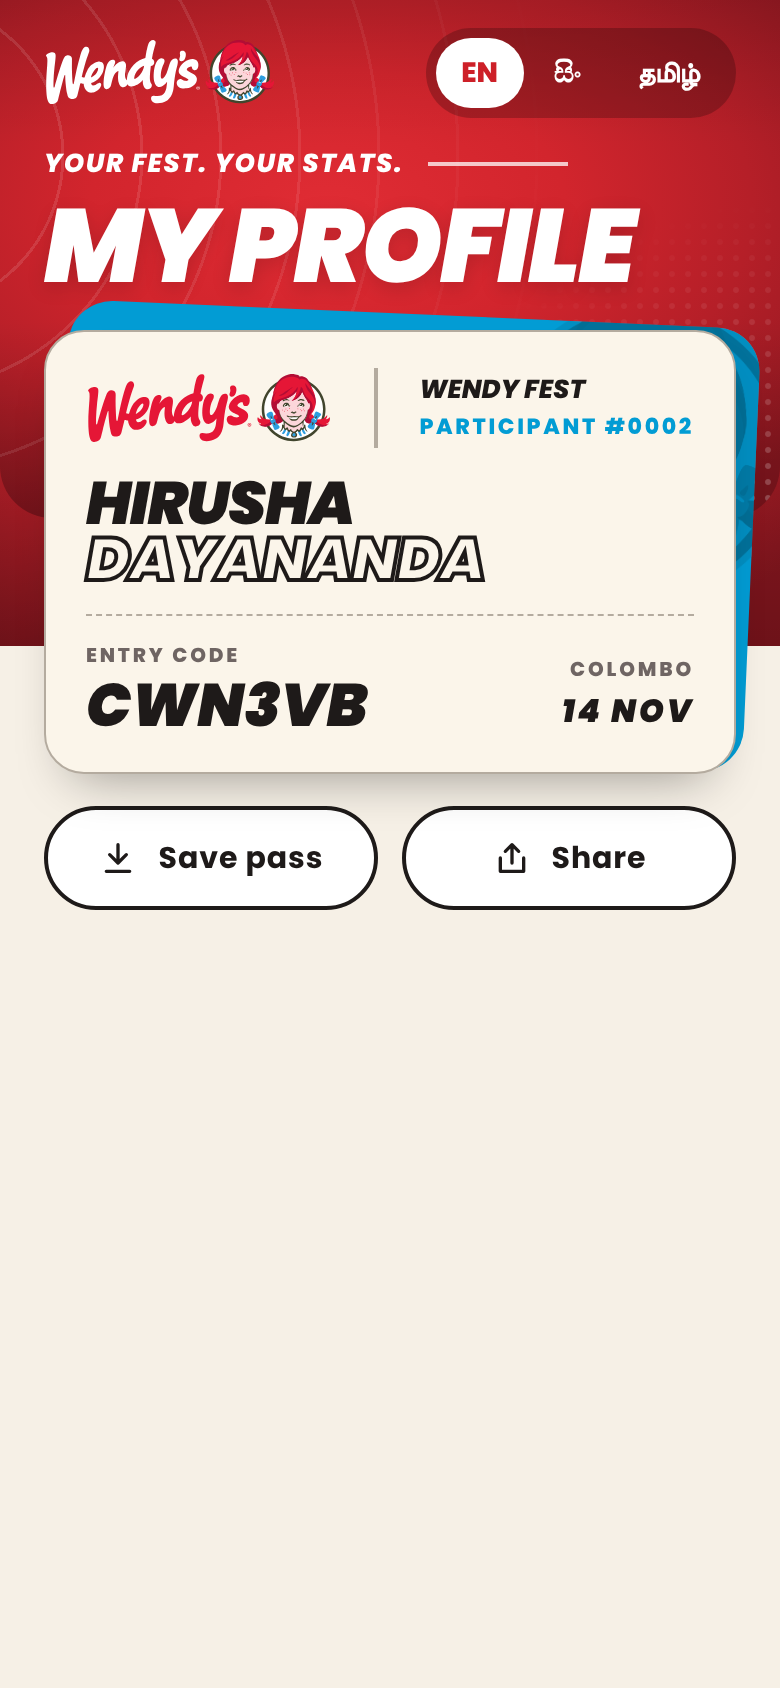 Wendy's
EN සිං தமிழ்
YOUR FEST. YOUR STATS.
MY PROFILE
Wendy's
WENDY FEST
PARTICIPANT #0002
HIRUSHA
DAYANANDA
ENTRY CODE
CWN3VB
COLOMBO
14 NOV
Save pass
Share